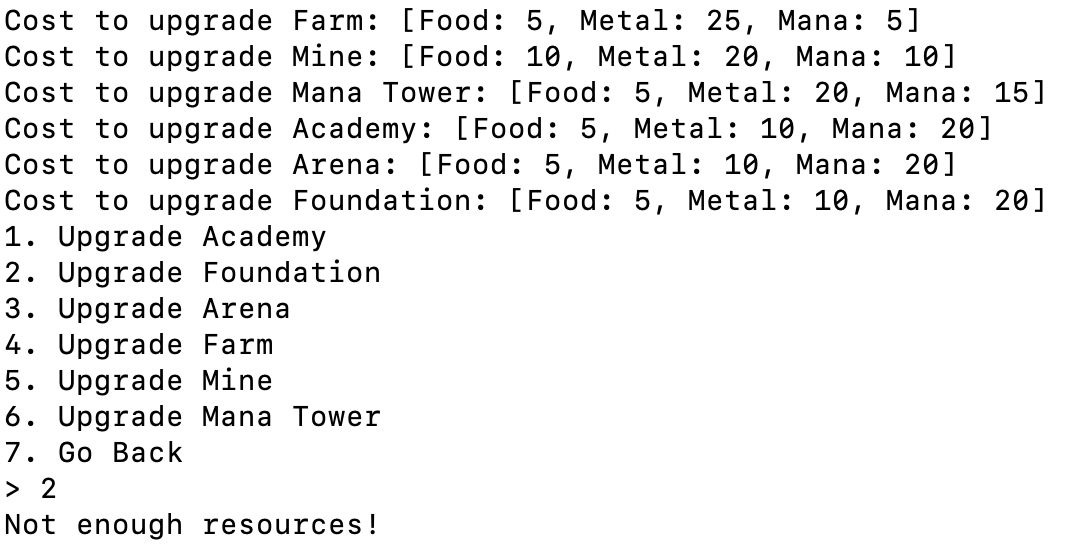 Cost to upgrade Farm: [Food: 5, Metal: 25, Mana: 5]
Cost to upgrade Mine: [Food: 10, Metal: 20, Mana: 10]
Cost to upgrade Mana Tower: [Food: 5, Metal: 20, Mana: 15]
Cost to upgrade Academy: [Food: 5, Metal: 10, Mana: 20]
Cost to upgrade Arena: [Food: 5, Metal: 10, Mana: 20]
Cost to upgrade Foundation: [Food: 5, Metal: 10, Mana: 20]
1. Upgrade Academy
2. Upgrade Foundation
3. Upgrade Arena
4. Upgrade Farm
5. Upgrade Mine
6. Upgrade Mana Tower
7. Go Back
> 2
Not enough resources!